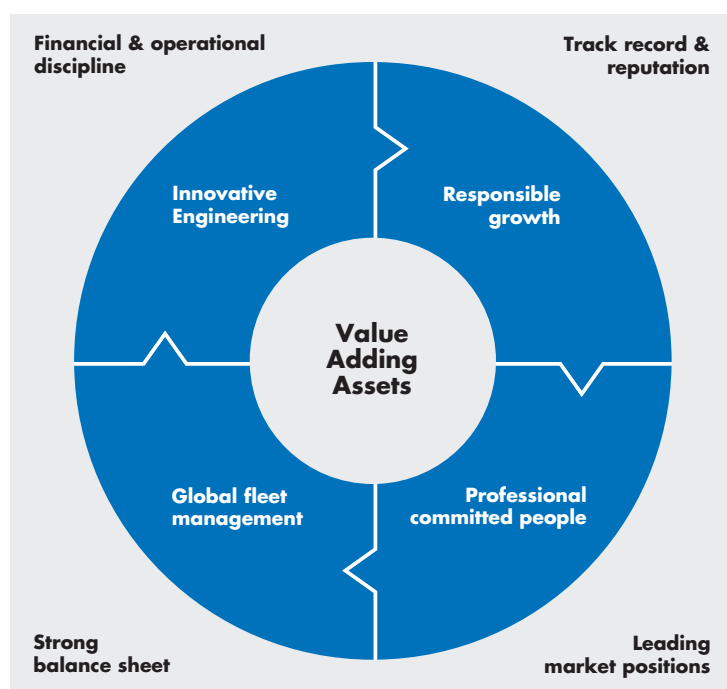 Financial & operational
discipline
Track record &
reputation
Innovative
Engineering
Responsible
growth
Value
Adding
Assets
Global fleet
management
Professional
committed people
Strong
balance sheet
Leading
market positions